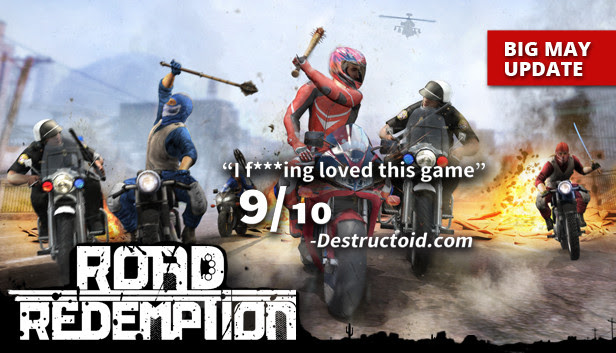 BIG MAY
UPDATE
“I f***ing loved this game”
9/10
-Destructoid.com
ROAD
REDEMPTION